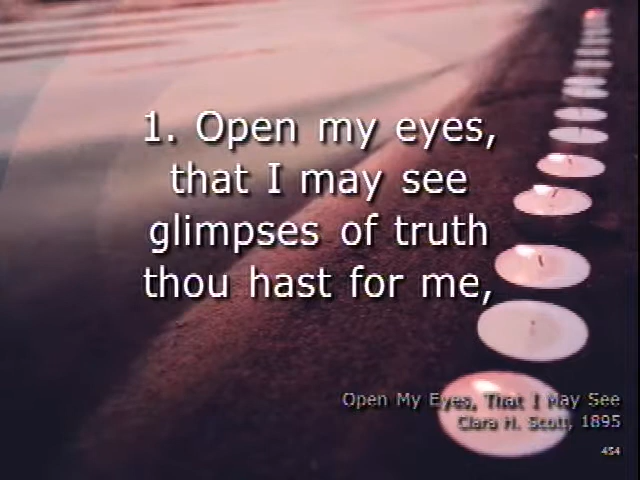 1. Open my eyes,
that I may see
glimpses of truth
thou hast for me,
Open My Eyes, That I May See
Clara H. Scott, 1895
454